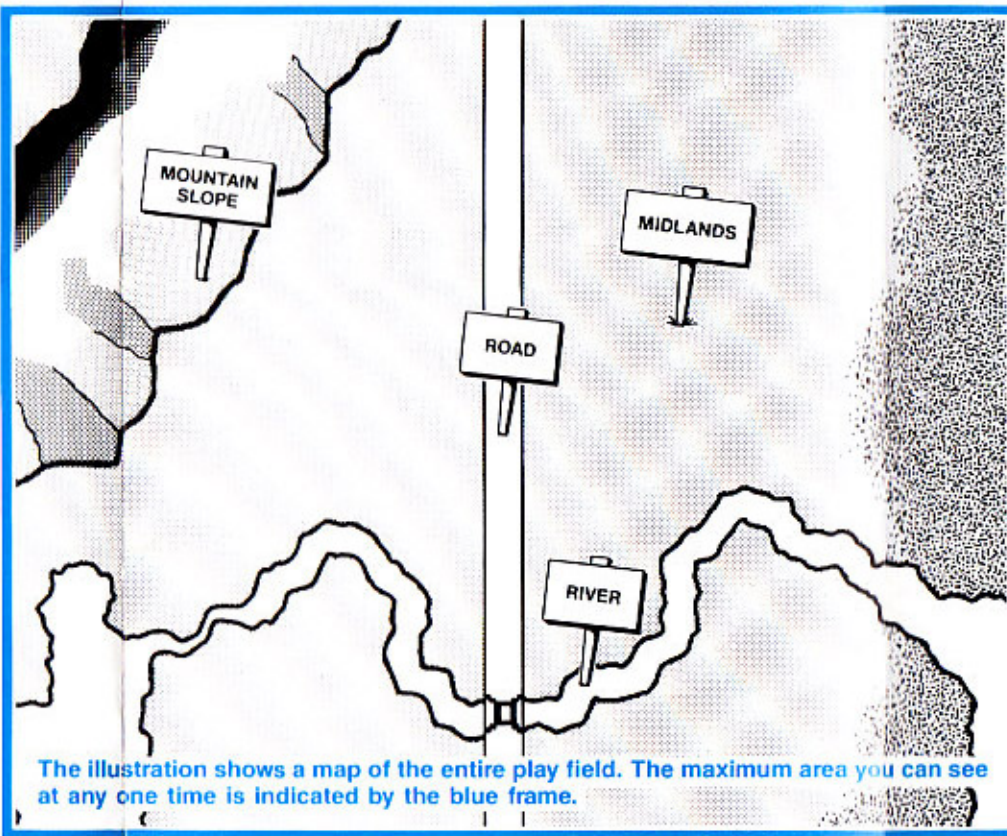 MOUNTAIN
SLOPE
MIDLANDS
ROAD
RIVER
The illustration shows a map of the entire play field. The maximum area you can see
at any one time is indicated by the blue frame.